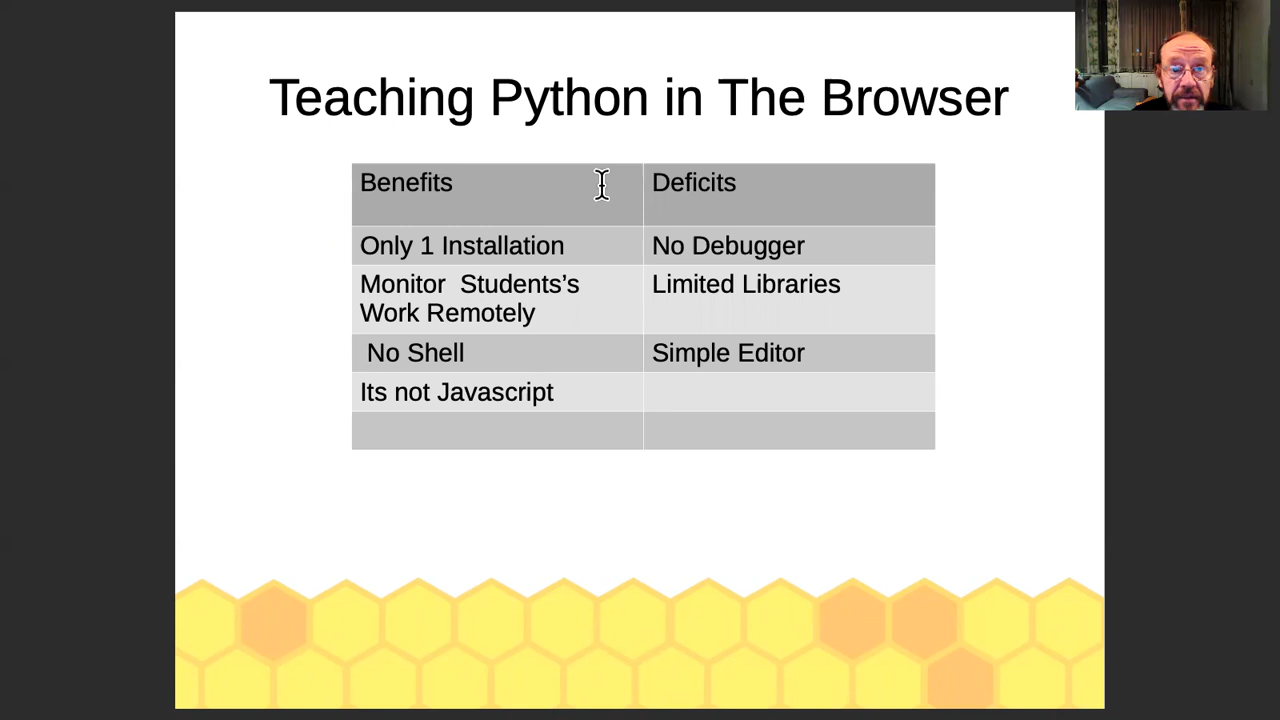 Teaching Python in The Browser
Benefits
Deficits
Only 1 Installation
No Debugger
Monitor  Students’s
Work Remotely
Limited Libraries
No Shell
Simple Editor
Its not Javascript